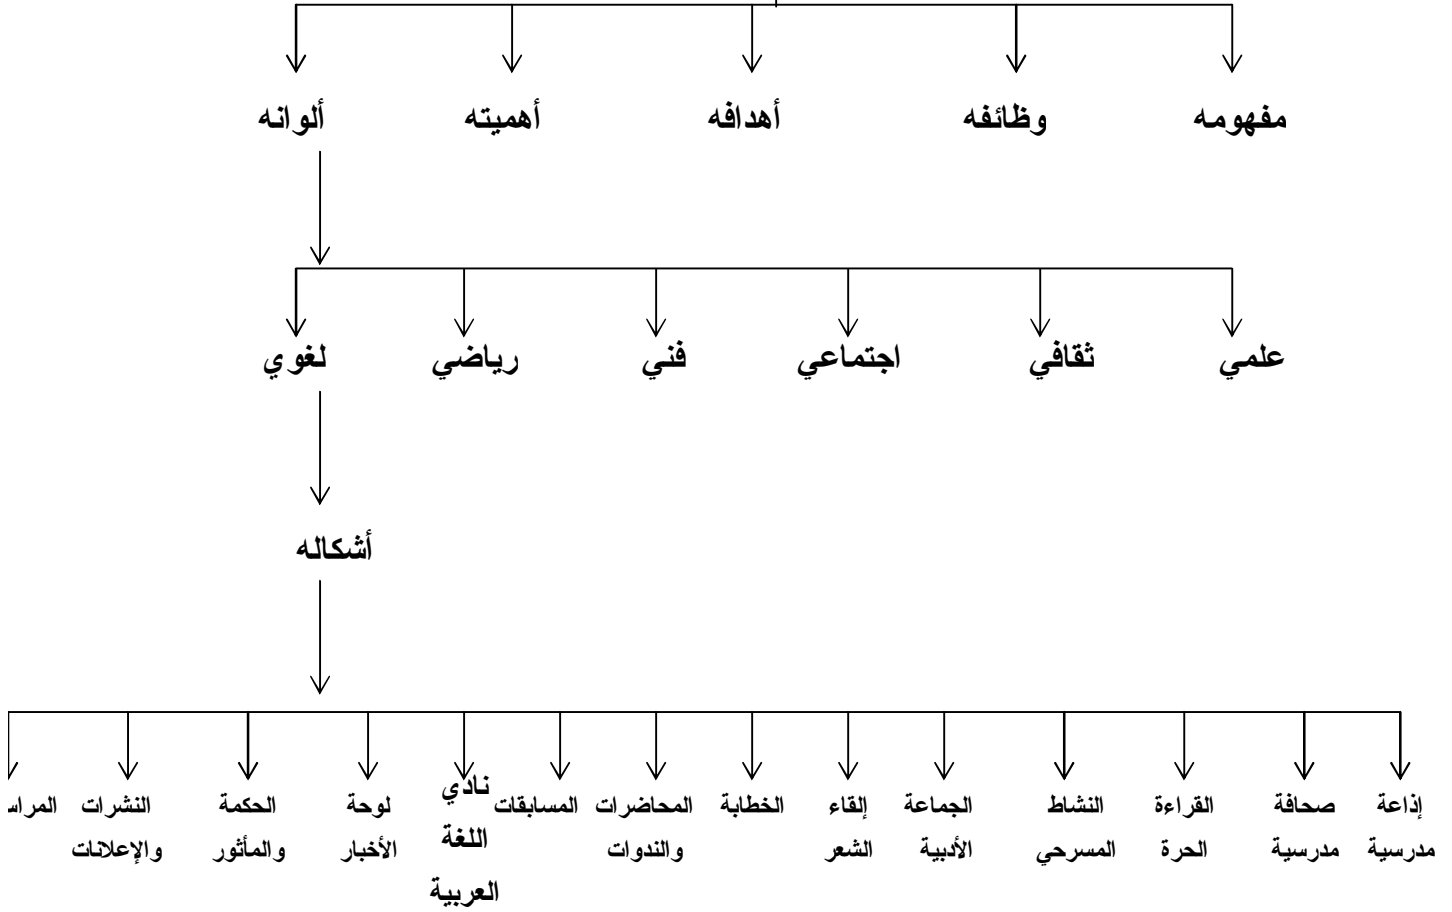 مفهومه وظائفه أهدافه أهميته ألوانه
علمي ثقافي اجتماعي فني رياضي لغوي
أشكاله
إذاعة مدرسية
صحافة مدرسية
القراءة الحرة
النشاط المسرحي
الجماعة الأدبية
إلقاء الشعر
الخطابة
المحاضرات والندوات
المسابقات
نادي اللغة العربية
لوحة الأخبار
الحكمة والمأثور
النشرات والإعلانات